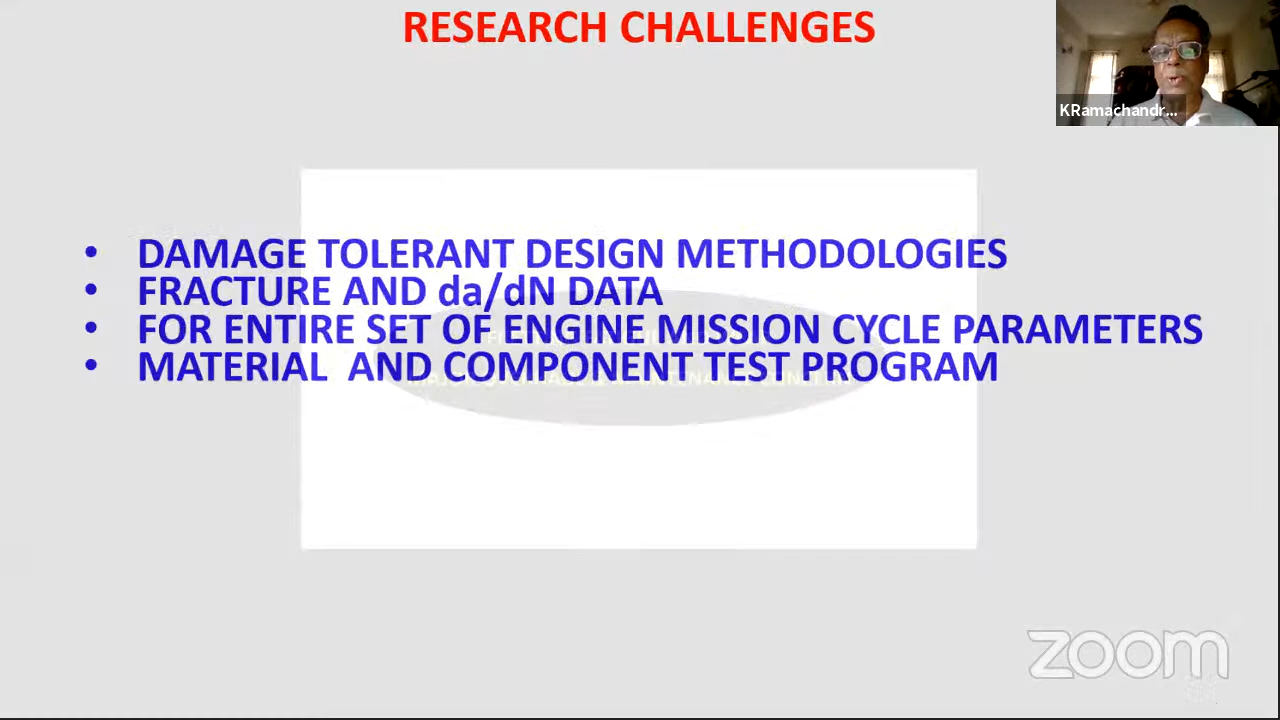 RESEARCH CHALLENGES
KRamachandr...
• DAMAGE TOLERANT DESIGN METHODOLOGIES
• FRACTURE AND da/dN DATA
• FOR ENTIRE SET OF ENGINE MISSION CYCLE PARAMETERS
• MATERIAL AND COMPONENT TEST PROGRAM
zoom